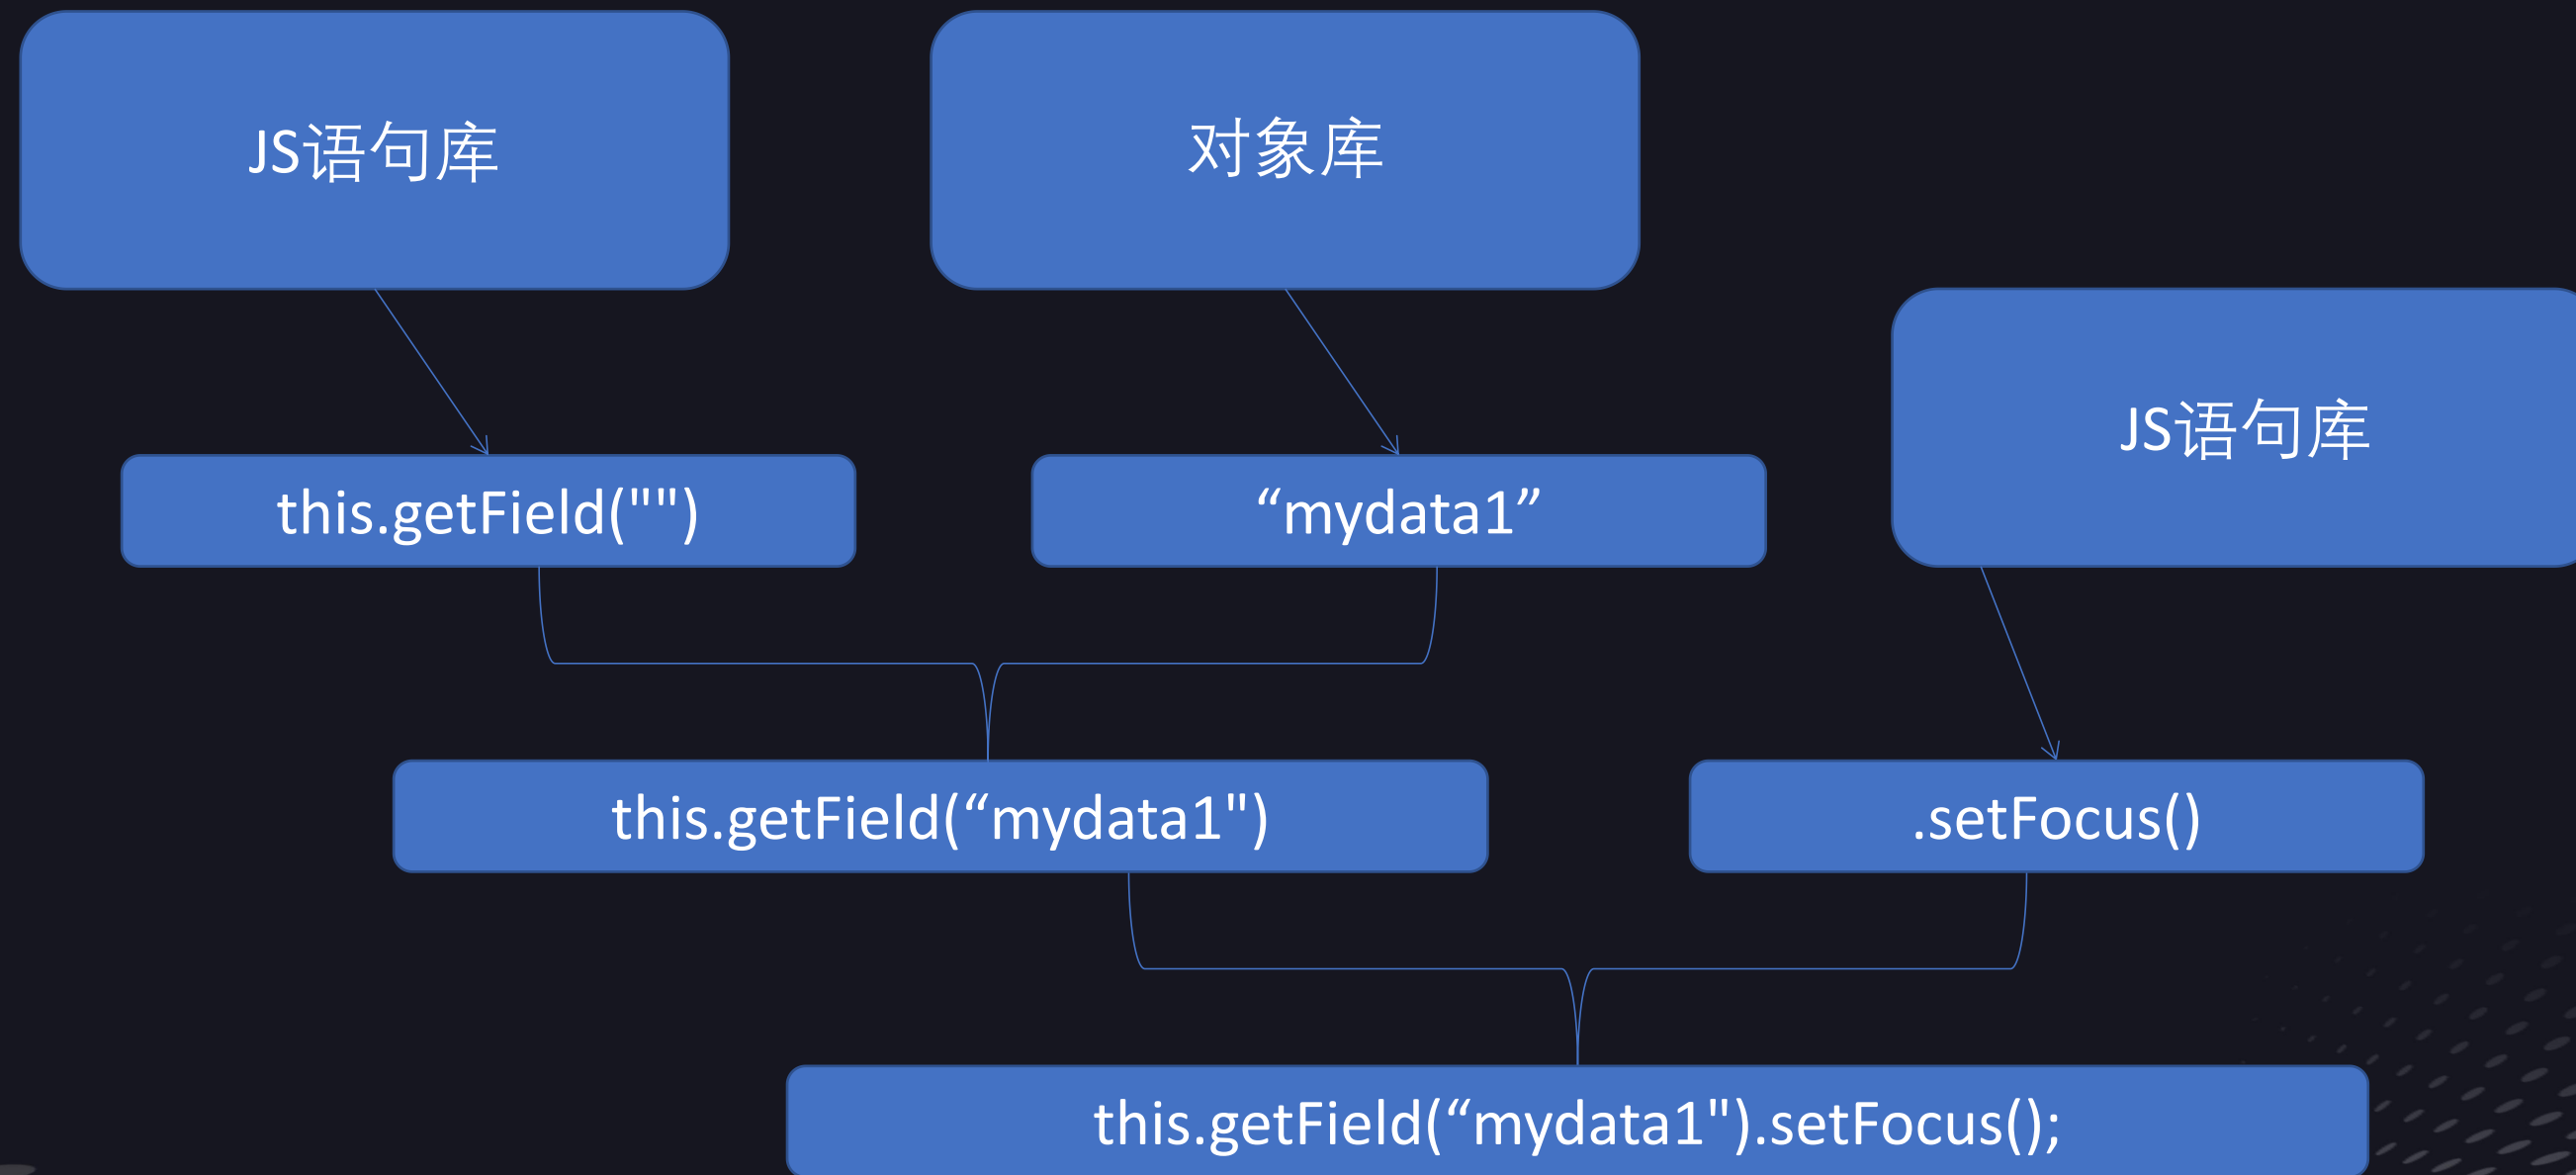 JS语句库
对象库
JS语句库
this.getField("")
“mydata1”
this.getField(“mydata1")
.setFocus()
this.getField(“mydata1").setFocus();